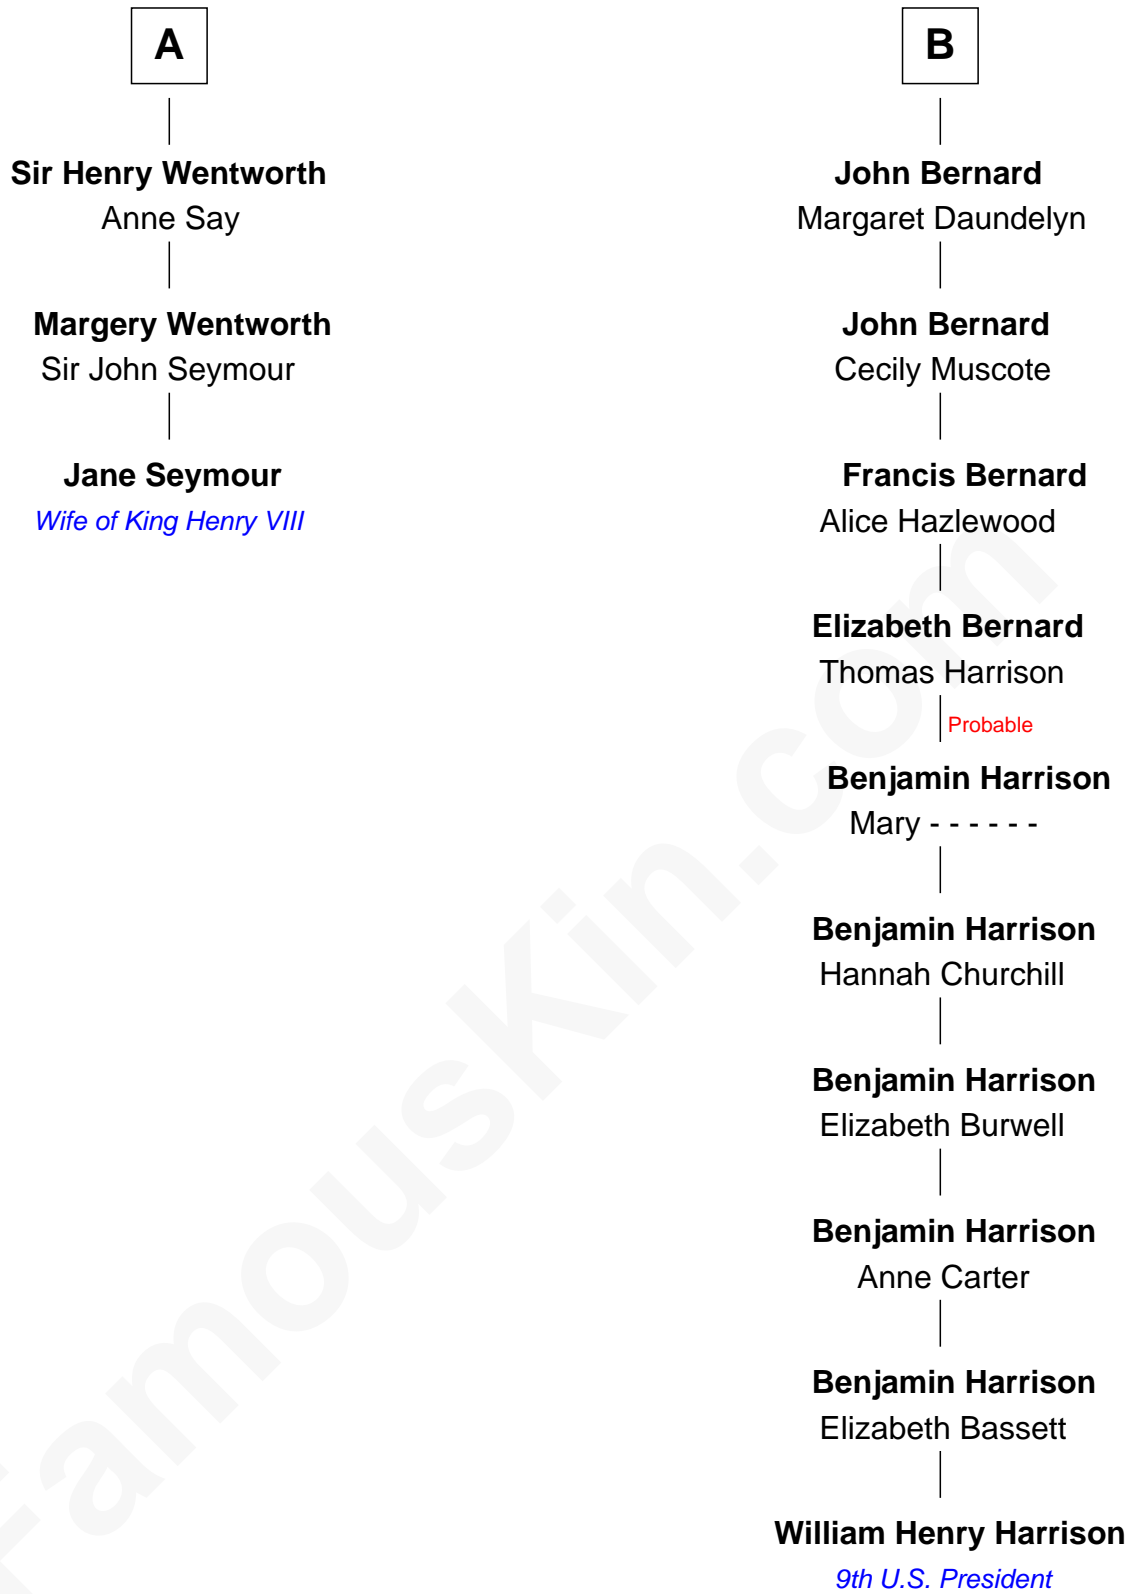 A
Sir Henry Wentworth
Anne Say
Margery Wentworth
Sir John Seymour
Jane Seymour
Wife of King Henry VIII
B
John Bernard
Margaret Daundelyn
John Bernard
Cecily Muscote
Francis Bernard
Alice Hazlewood
Elizabeth Bernard
Thomas Harrison
Probable
Benjamin Harrison
Mary - - - - - -
Benjamin Harrison
Hannah Churchill
Benjamin Harrison
Elizabeth Burwell
Benjamin Harrison
Anne Carter
Benjamin Harrison
Elizabeth Bassett
William Henry Harrison
9th U.S. President
FamousKin.com